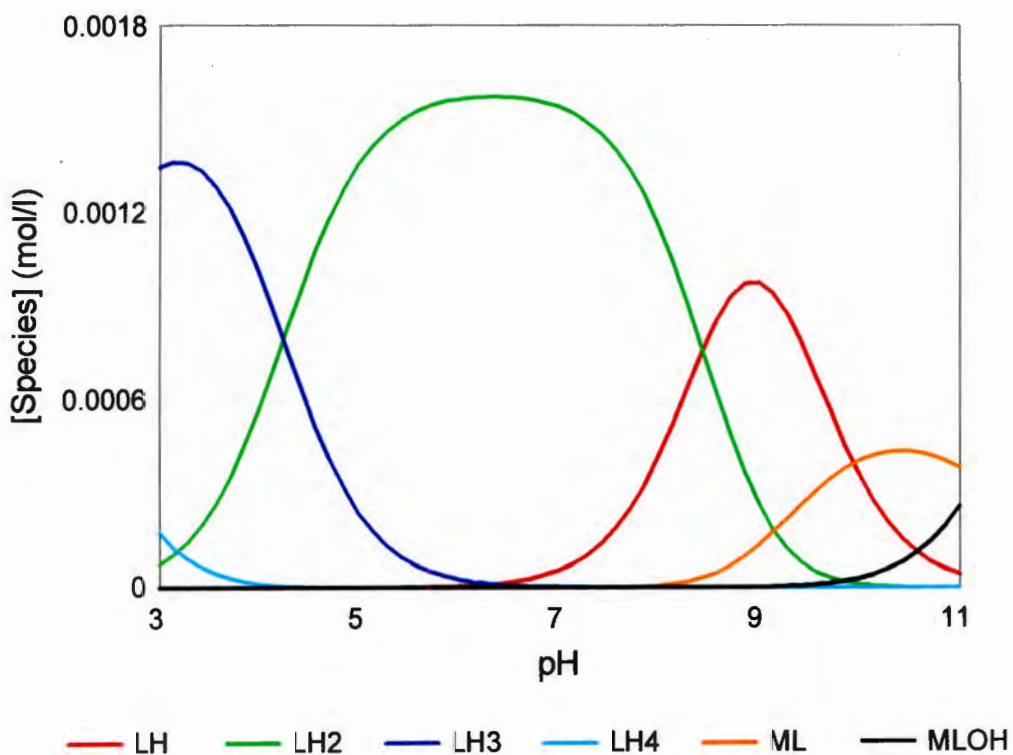 0.0018
0.0012
0.0006
0
[Species] (mol/l)
3 5 7 9 11
pH
LH LH2 LH3 LH4 ML MLOH